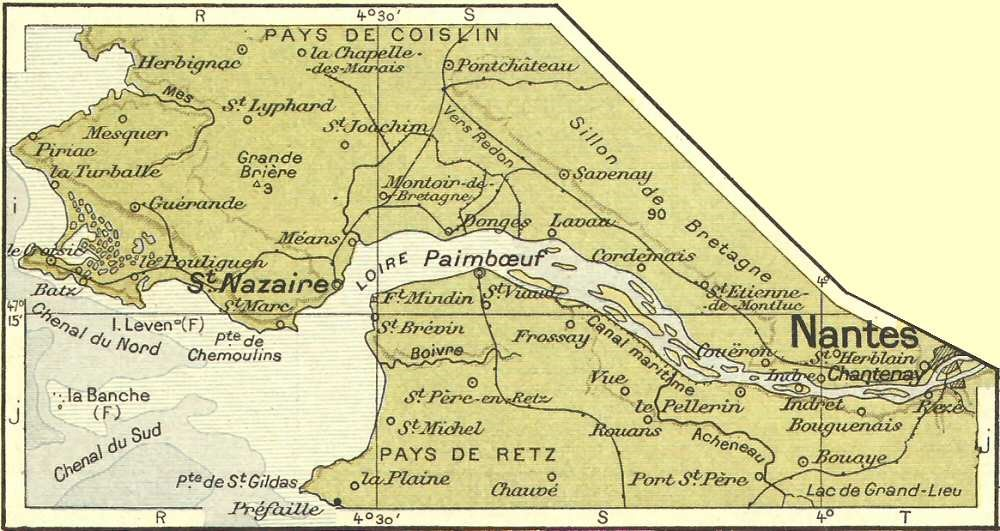 R
4°30'
S
PAYS DE COISLIN
Herbignac
la Chapelle-
-des-Marais
Pontchâteau
Mes
St Lyphard
Mesquer
St Joachim
Vers Redon
Sillon de Bretagne
Piriac
Grande
Brière
3
la Turballe
Savenay
Montoir-de-
Bretagne
90
i
Guérande
Donges
Lavau
Méans
le Croisic
le Pouliguen
LOIRE
Paimbœuf
Cordemais
4°
Batz
St Nazaire
Ft Mindin
St Viaud
St Etienne-
de-Montluc
47°
15'
St Marc
I. Leven (F)
Chenal du Nord
pte de
Chemoulins
St Brévin
Frossay
Canal maritime
Nantes
Boivre
Couëron
St Herblain
Indre
Chantenay
la Banche
(F)
St Père-en-Retz
Vue
le Pellerin
Indret
Rezé
Bouguenais
J
Chenal du Sud
St Michel
Rouans
Acheneau
J
PAYS DE RETZ
Bouaye
Pte de St Gildas
la Plaine
Chauvé
Port St Père
Lac de Grand-Lieu
Préfaille
R
4°30'
S
4°
T